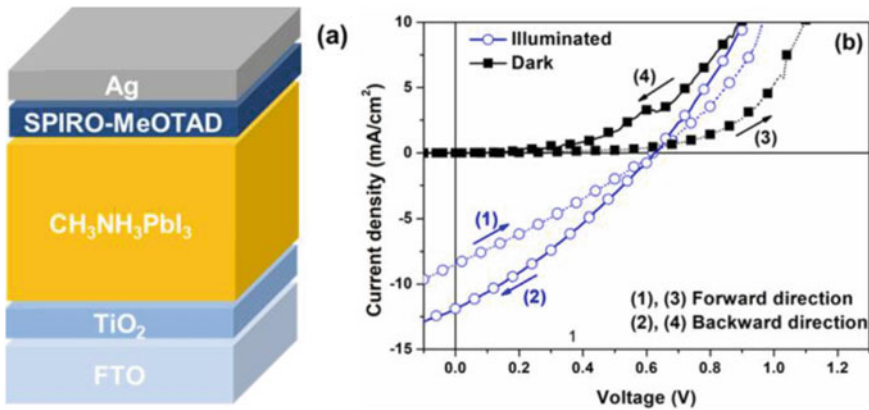 (a)
Ag
SPIRO-MeOTAD
CH₃NH₃PbI₃
TiO₂
FTO
(b)
Illuminated
Dark
(4)
(3)
(1)
(2)
(1), (3) Forward direction
(2), (4) Backward direction
1
Current density (mA/cm²)
10
5
0
-5
-10
-15
0.0 0.2 0.4 0.6 0.8 1.0 1.2
Voltage (V)